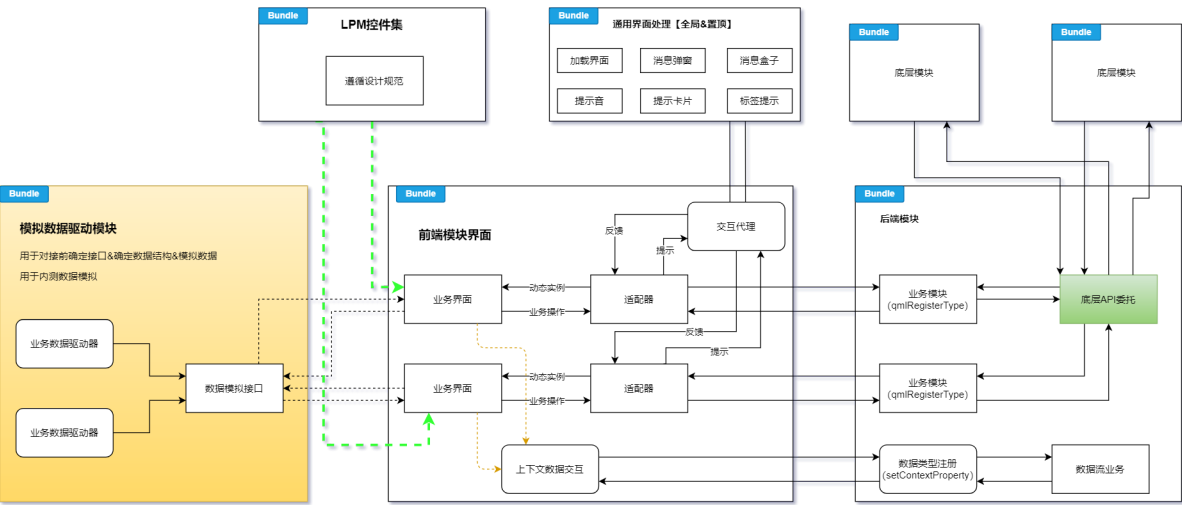 Bundle
LPM控件集
遵循设计规范
Bundle
通用界面处理【全局&置顶】
加载界面
消息弹窗
消息盒子
提示音
提示卡片
标签提示
Bundle
底层模块
Bundle
底层模块
Bundle
模拟数据驱动模块
用于对接前确定接口&确定数据结构&模拟数据
用于内测数据模拟
业务数据驱动器
业务数据驱动器
数据模拟接口
Bundle
前端模块界面
交互代理
反馈
提示
业务界面
动态实例
业务操作
适配器
反馈
提示
业务界面
动态实例
业务操作
适配器
上下文数据交互
Bundle
后端模块
业务模块
(qmlRegisterType)
底层API委托
业务模块
(qmlRegisterType)
数据类型注册
(setContextProperty)
数据流业务